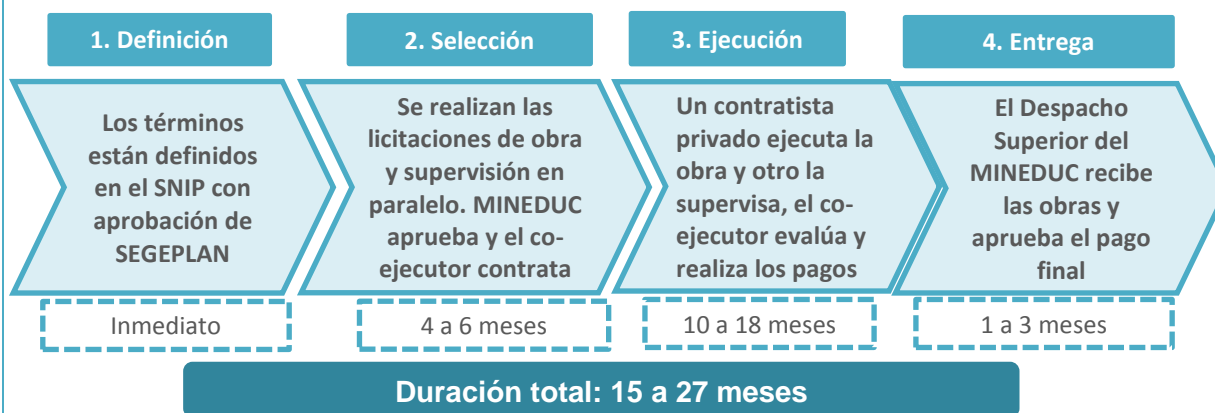 1. Definición
Los términos
están definidos
en el SNIP con
aprobación de
SEGEPLAN
Inmediato
2. Selección
Se realizan las
licitaciones de obra
y supervisión en
paralelo. MINEDUC
aprueba y el co-
ejecutor contrata
4 a 6 meses
3. Ejecución
Un contratista
privado ejecuta la
obra y otro la
supervisa, el co-
ejecutor evalúa y
realiza los pagos
10 a 18 meses
4. Entrega
El Despacho
Superior del
MINEDUC recibe
las obras y
aprueba el pago
final
1 a 3 meses
Duración total: 15 a 27 meses